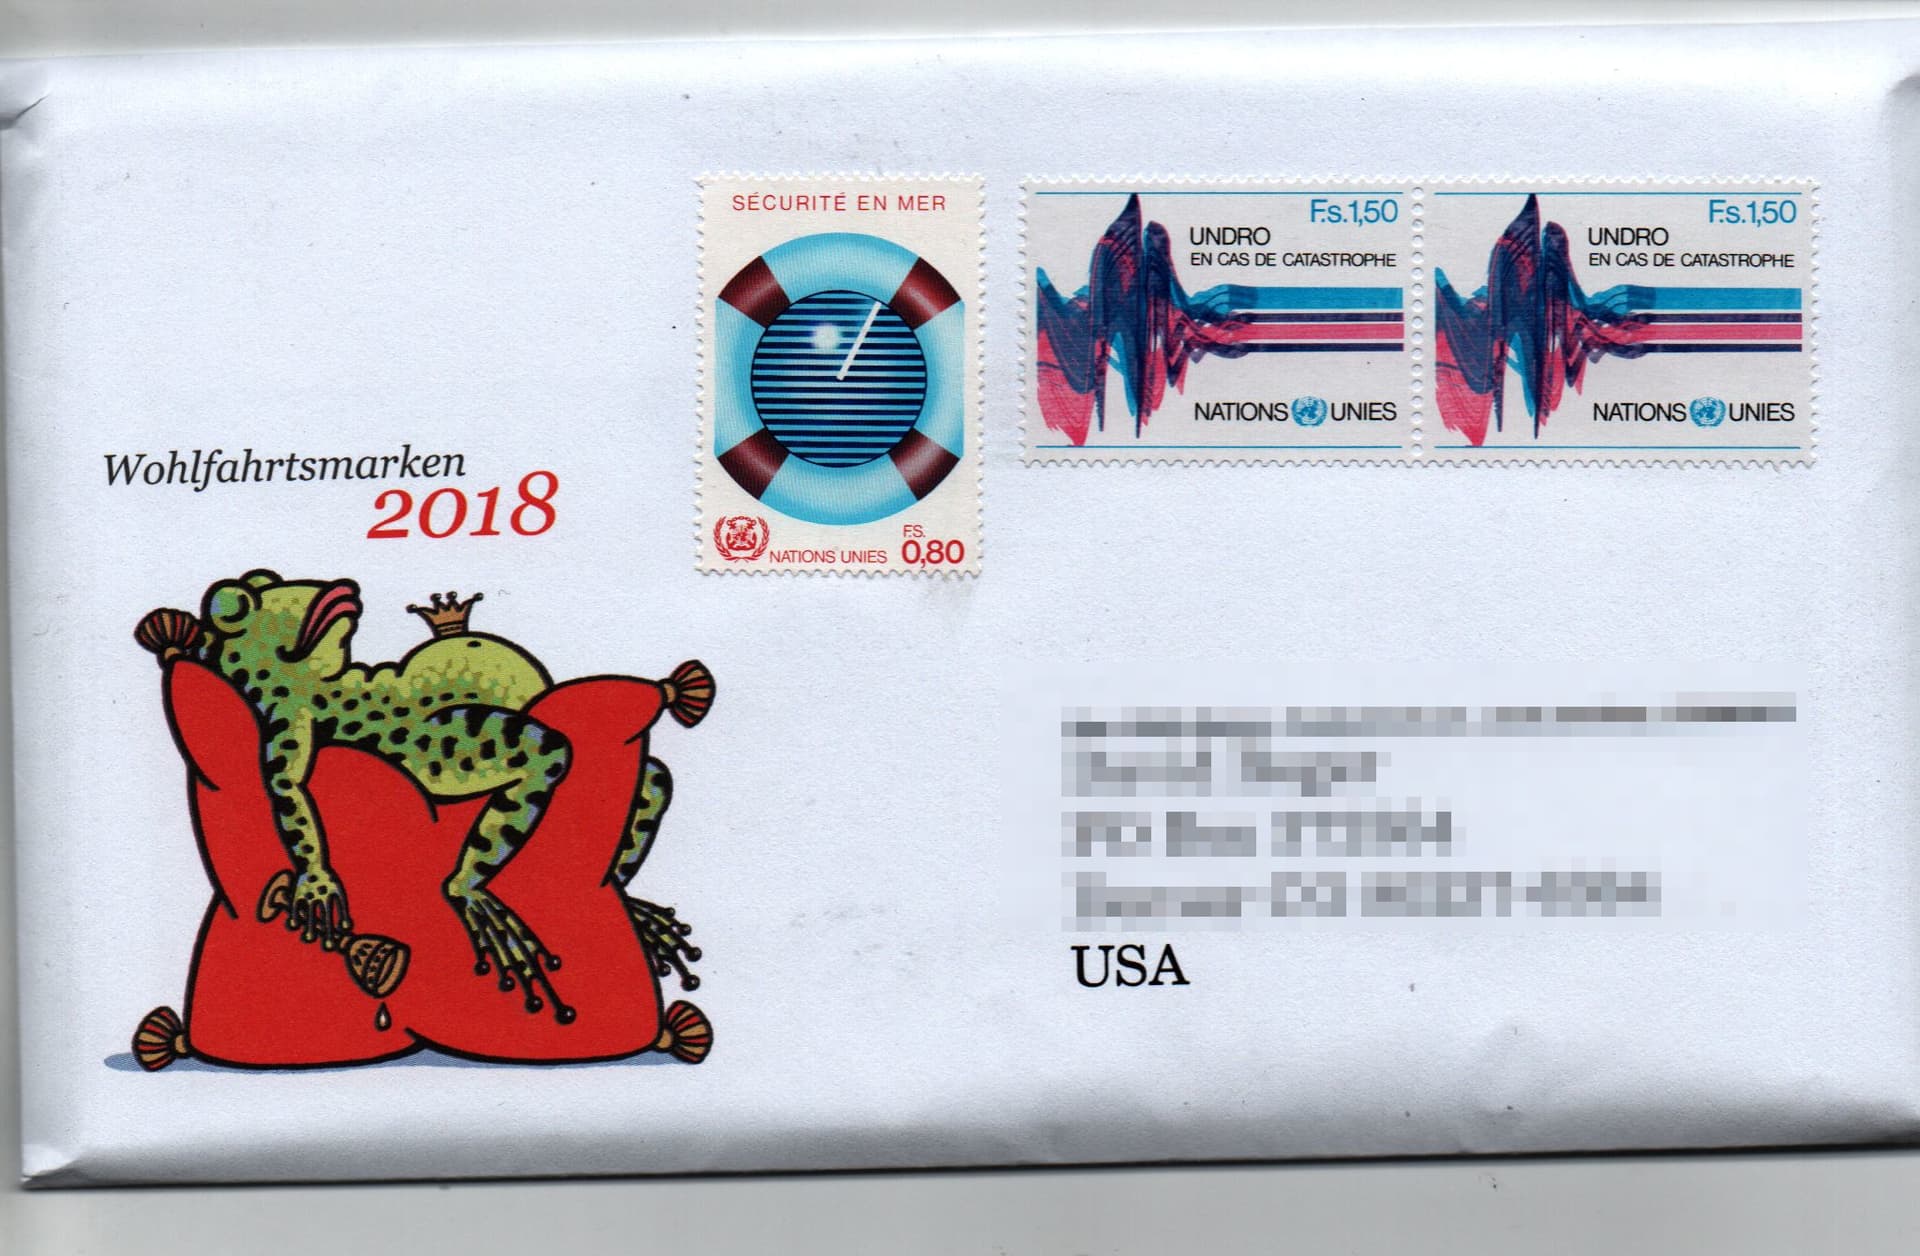 SÉCURITÉ EN MER
NATIONS UNIES
F.S.
0,80
F.s.1,50
UNDRO
EN CAS DE CATASTROPHE
NATIONS UNIES
F.s.1,50
UNDRO
EN CAS DE CATASTROPHE
NATIONS UNIES
Wohlfahrtsmarken
2018
USA